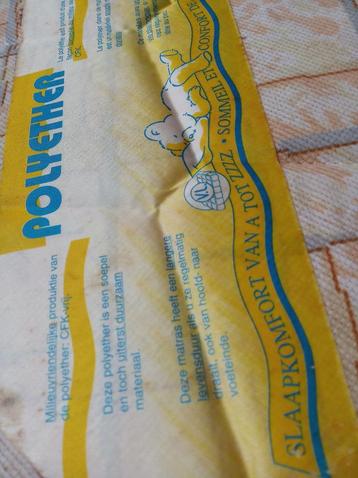 POLYETHER
Milieuvriendelijke produktie van
de polyether: CFK-vrij.
Deze polyether is een soepel
en toch uiterst duurzaam
materiaal.
Deze matras heeft een langere
levensduur als u ze regelmatig
draait, ook van hoofd- naar
voeteinde.
SLAAPKOMFORT VAN A TOT ZZZZ • SOMMEIL ET CONFORT DE